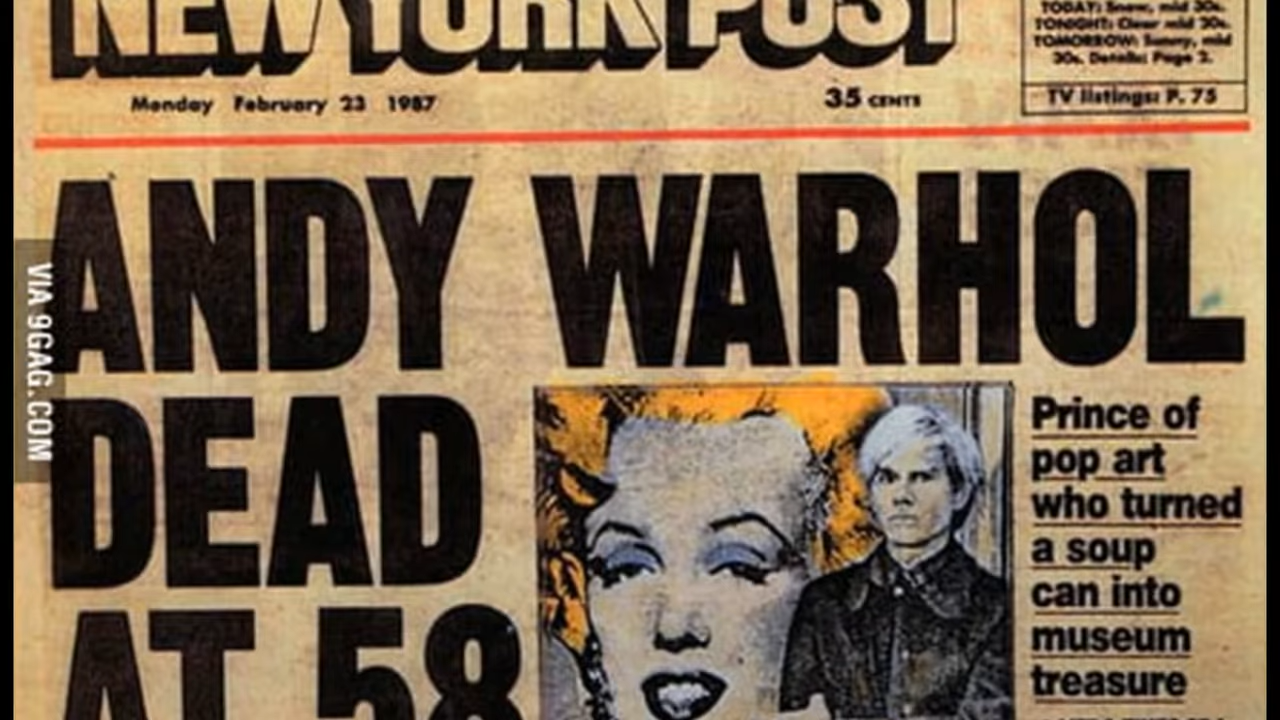 NEW YORK POST
TODAY: Snow, mid 30s.
TONIGHT: Clear mid 20s.
TOMORROW: Sunny, mid
30s. Details: Page 2.
TV listings: P. 75
Monday February 23 1987
35 CENTS
ANDY WARHOL
DEAD
AT 58
Prince of
pop art
who turned
a soup
can into
museum
treasure
VIA 9GAG.COM